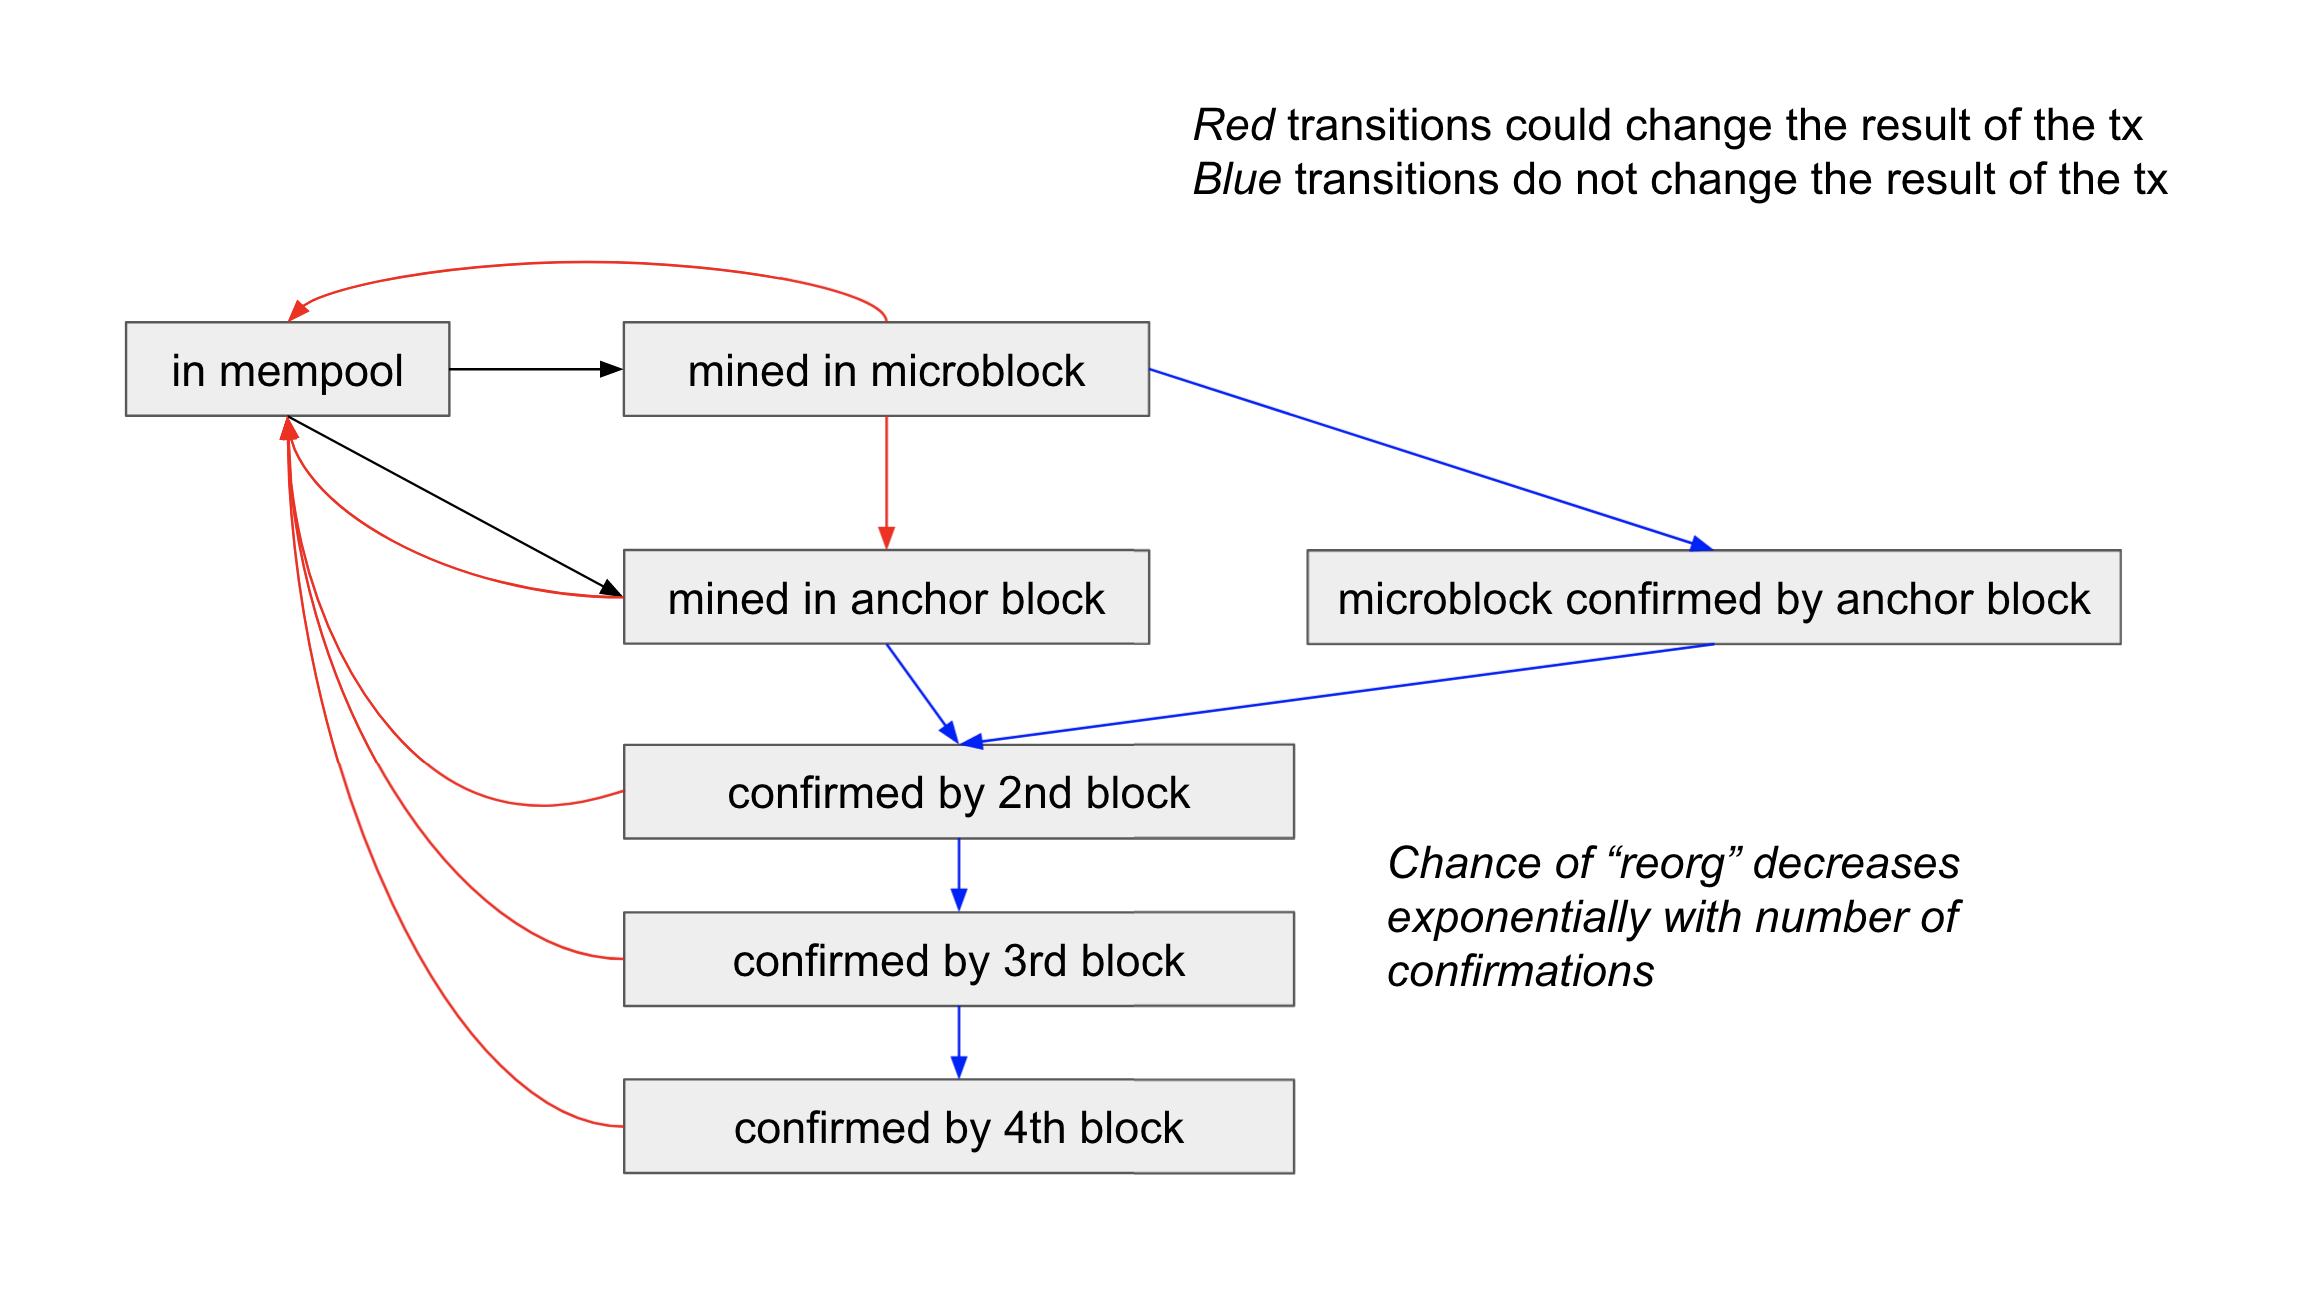 Red transitions could change the result of the tx
Blue transitions do not change the result of the tx
in mempool
mined in microblock
mined in anchor block
microblock confirmed by anchor block
confirmed by 2nd block
Chance of “reorg” decreases
exponentially with number of
confirmations
confirmed by 3rd block
confirmed by 4th block